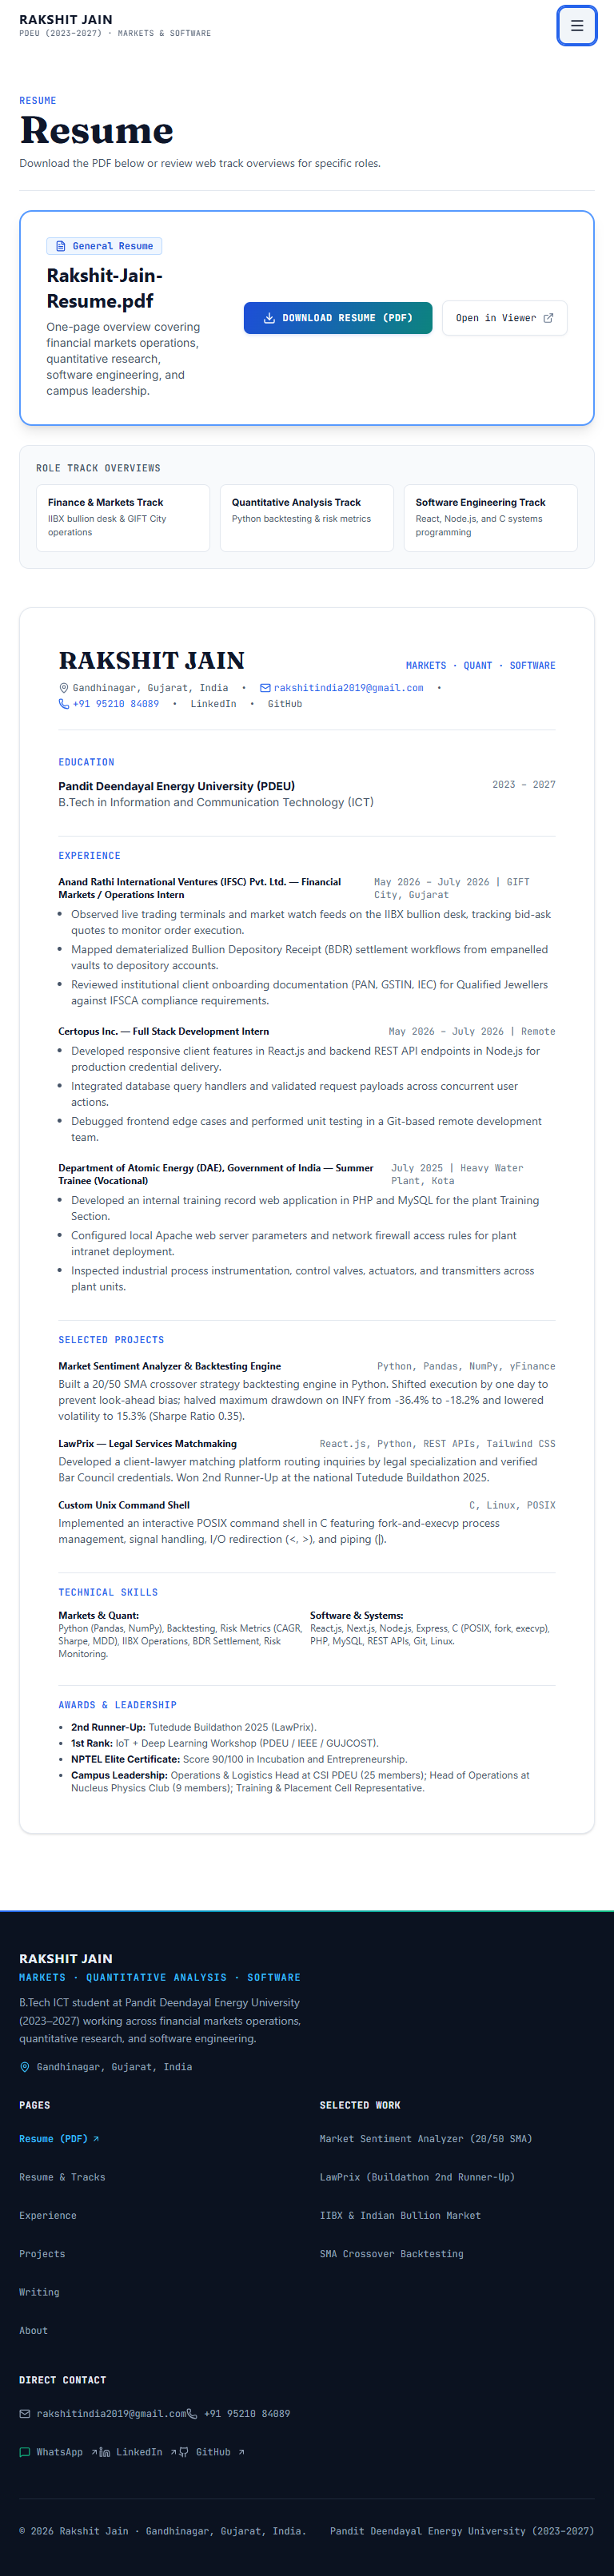 RAKSHIT JAIN
PDEU (2023–2027) · MARKETS & SOFTWARE
RESUME
Resume
Download the PDF below or review web track overviews for specific roles.
General Resume
Rakshit-Jain-
Resume.pdf
One-page overview covering
financial markets operations,
quantitative research,
software engineering, and
campus leadership.
DOWNLOAD RESUME (PDF)
Open in Viewer
ROLE TRACK OVERVIEWS
Finance & Markets Track
IIBX bullion desk & GIFT City
operations
Quantitative Analysis Track
Python backtesting & risk metrics
Software Engineering Track
React, Node.js, and C systems
programming
RAKSHIT JAIN
MARKETS · QUANT · SOFTWARE
Gandhinagar, Gujarat, India • rakshitindia2019@gmail.com •
+91 95210 84089 • LinkedIn • GitHub
EDUCATION
Pandit Deendayal Energy University (PDEU) 2023 – 2027
B.Tech in Information and Communication Technology (ICT)
EXPERIENCE
Anand Rathi International Ventures (IFSC) Pvt. Ltd. — Financial
Markets / Operations Intern
May 2026 – July 2026 | GIFT
City, Gujarat
• Observed live trading terminals and market watch feeds on the IIBX bullion desk, tracking bid-ask
quotes to monitor order execution.
• Mapped dematerialized Bullion Depository Receipt (BDR) settlement workflows from empanelled
vaults to depository accounts.
• Reviewed institutional client onboarding documentation (PAN, GSTIN, IEC) for Qualified Jewellers
against IFSCA compliance requirements.
Certopus Inc. — Full Stack Development Intern May 2026 – July 2026 | Remote
• Developed responsive client features in React.js and backend REST API endpoints in Node.js for
production credential delivery.
• Integrated database query handlers and validated request payloads across concurrent user
actions.
• Debugged frontend edge cases and performed unit testing in a Git-based remote development
team.
Department of Atomic Energy (DAE), Government of India — Summer
Trainee (Vocational)
July 2025 | Heavy Water
Plant, Kota
• Developed an internal training record web application in PHP and MySQL for the plant Training
Section.
• Configured local Apache web server parameters and network firewall access rules for plant
intranet deployment.
• Inspected industrial process instrumentation, control valves, actuators, and transmitters across
plant units.
SELECTED PROJECTS
Market Sentiment Analyzer & Backtesting Engine Python, Pandas, NumPy, yFinance
Built a 20/50 SMA crossover strategy backtesting engine in Python. Shifted execution by one day to
prevent look-ahead bias; halved maximum drawdown on INFY from -36.4% to -18.2% and lowered
volatility to 15.3% (Sharpe Ratio 0.35).
LawPrix — Legal Services Matchmaking React.js, Python, REST APIs, Tailwind CSS
Developed a client-lawyer matching platform routing inquiries by legal specialization and verified
Bar Council credentials. Won 2nd Runner-Up at the national Tutedude Buildathon 2025.
Custom Unix Command Shell C, Linux, POSIX
Implemented an interactive POSIX command shell in C featuring fork-and-execvp process
management, signal handling, I/O redirection (<, >), and piping (|).
TECHNICAL SKILLS
Markets & Quant:
Python (Pandas, NumPy), Backtesting, Risk Metrics (CAGR,
Sharpe, MDD), IIBX Operations, BDR Settlement, Risk
Monitoring.
Software & Systems:
React.js, Next.js, Node.js, Express, C (POSIX, fork, execvp),
PHP, MySQL, REST APIs, Git, Linux.
AWARDS & LEADERSHIP
• 2nd Runner-Up: Tutedude Buildathon 2025 (LawPrix).
• 1st Rank: IoT + Deep Learning Workshop (PDEU / IEEE / GUJCOST).
• NPTEL Elite Certificate: Score 90/100 in Incubation and Entrepreneurship.
• Campus Leadership: Operations & Logistics Head at CSI PDEU (25 members); Head of Operations at
Nucleus Physics Club (9 members); Training & Placement Cell Representative.
RAKSHIT JAIN
MARKETS · QUANTITATIVE ANALYSIS · SOFTWARE
B.Tech ICT student at Pandit Deendayal Energy University
(2023–2027) working across financial markets operations,
quantitative research, and software engineering.
Gandhinagar, Gujarat, India
PAGES
Resume (PDF)
Resume & Tracks
Experience
Projects
Writing
About
SELECTED WORK
Market Sentiment Analyzer (20/50 SMA)
LawPrix (Buildathon 2nd Runner-Up)
IIBX & Indian Bullion Market
SMA Crossover Backtesting
DIRECT CONTACT
rakshitindia2019@gmail.com +91 95210 84089
WhatsApp LinkedIn GitHub
© 2026 Rakshit Jain · Gandhinagar, Gujarat, India. Pandit Deendayal Energy University (2023–2027)